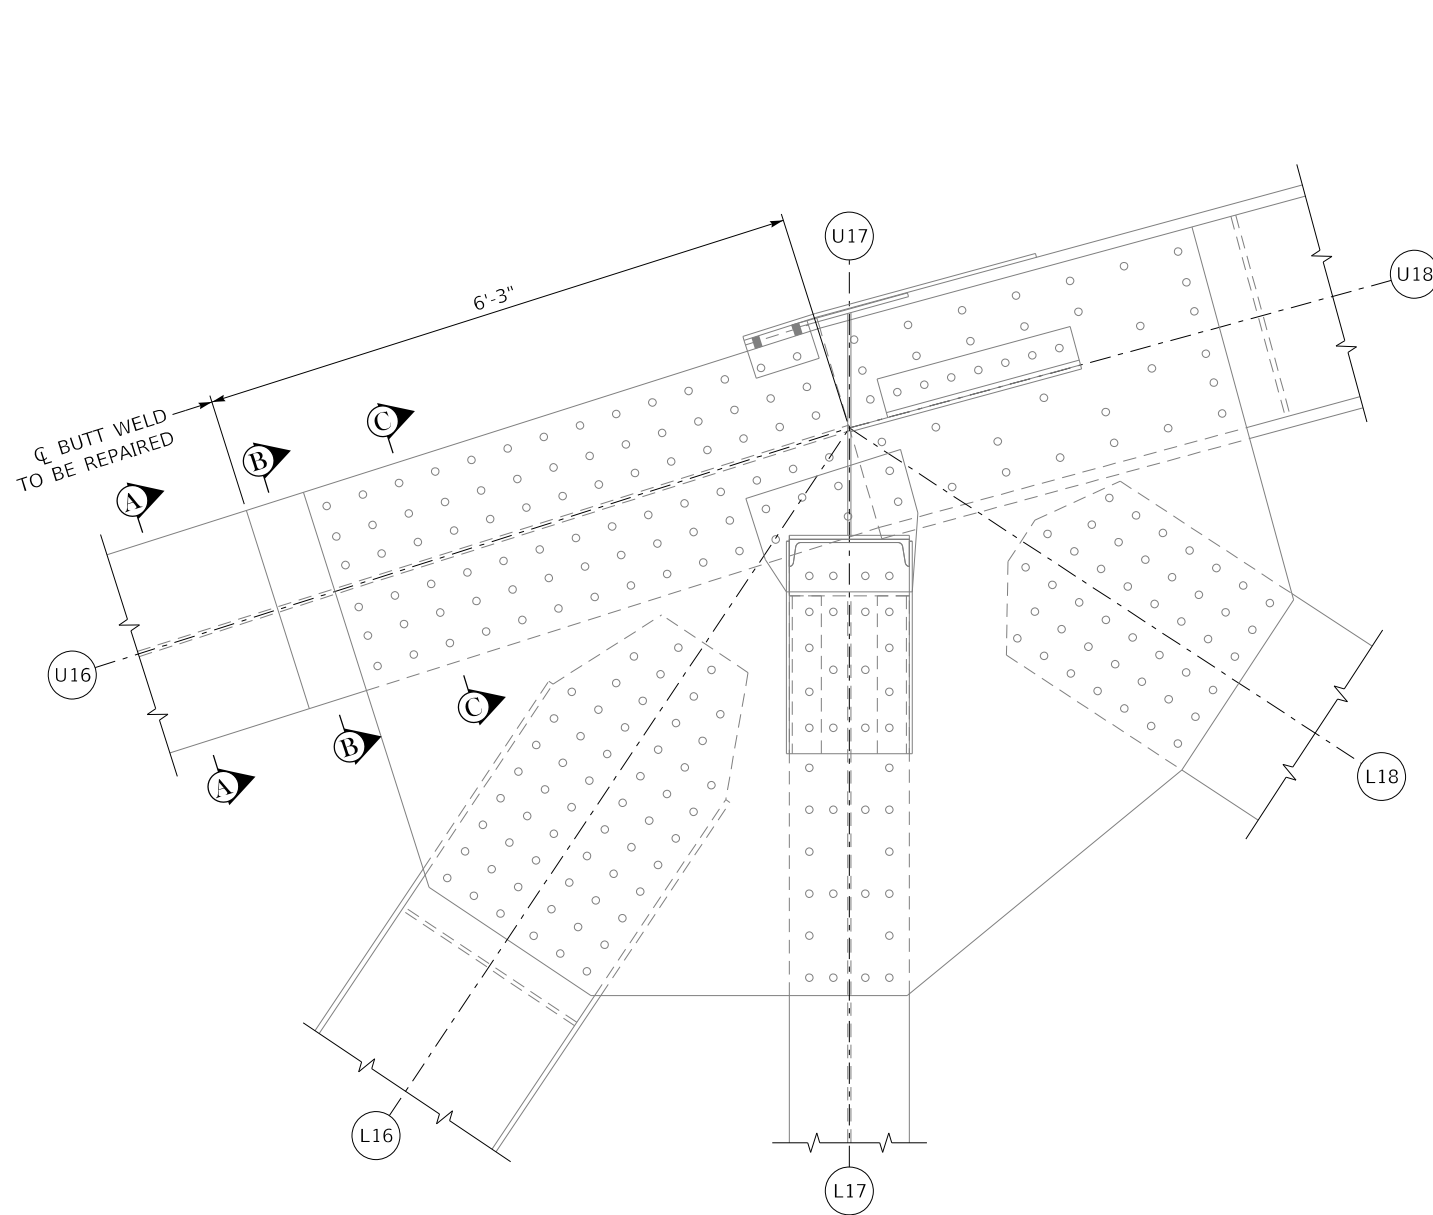 U17
U18
6'-3"
℄ BUTT WELD
TO BE REPAIRED
C
B
A
U16
C
B
A
L18
L16
L17